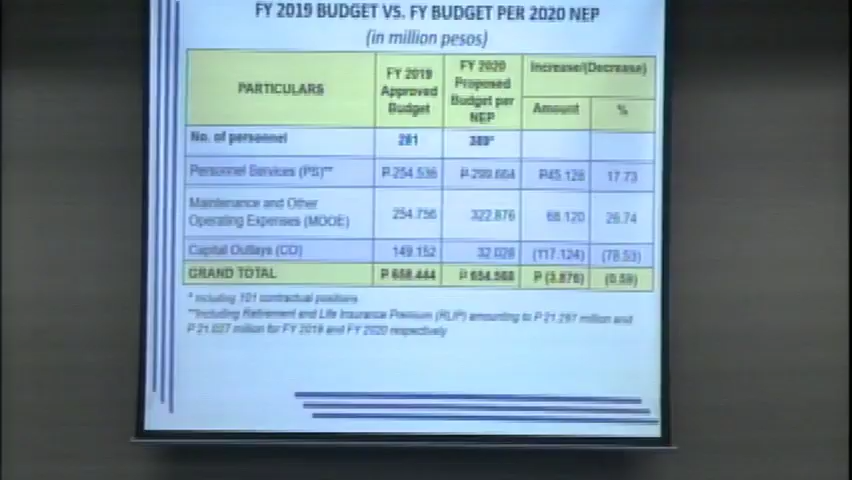 FY 2019 BUDGET VS. FY BUDGET PER 2020 NEP
(in million pesos)
PARTICULARS
FY 2019 Approved Budget
FY 2020 Proposed Budget per NEP
Increase/(Decrease)
Amount
%
No. of personnel 281
Personnel Services (PS)** P 254.536 P 299.664 P45.128 17.73
Maintenance and Other
Operating Expenses (MOOE) 254.756 322.876 68.120 26.74
Capital Outlays (CO) 149.152 32.028 (117.124) (78.53)
GRAND TOTAL P 658.444 P 654.568 P (3.876) (0.59)
* Including 101 contractual positions
**Including Retirement and Life Insurance Premium (RLIP) amounting to P 21.297 million and
million for FY 2019 and FY 2020 respectively